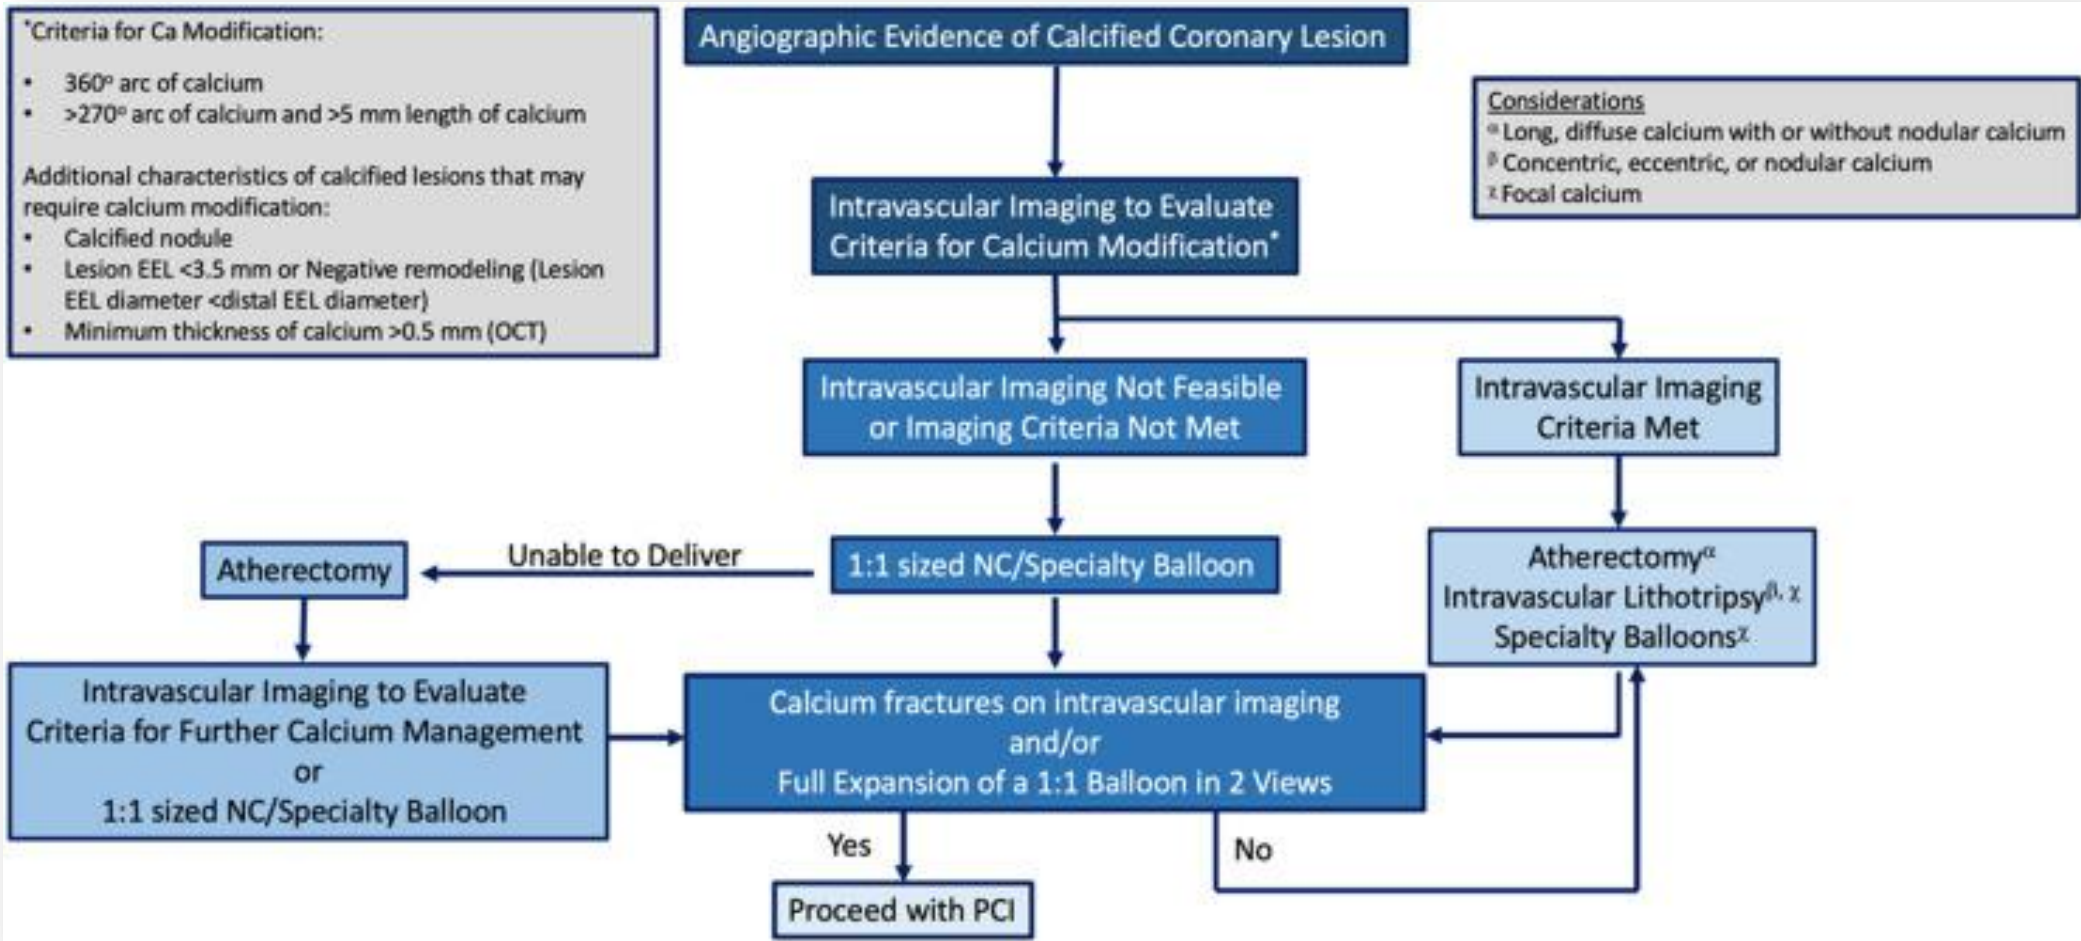 *Criteria for Ca Modification:
• 360° arc of calcium
• >270° arc of calcium and >5 mm length of calcium
Additional characteristics of calcified lesions that may
require calcium modification:
• Calcified nodule
• Lesion EEL <3.5 mm or Negative remodeling (Lesion
EEL diameter <distal EEL diameter)
• Minimum thickness of calcium >0.5 mm (OCT)
Angiographic Evidence of Calcified Coronary Lesion
Considerations
α Long, diffuse calcium with or without nodular calcium
β Concentric, eccentric, or nodular calcium
χ Focal calcium
Intravascular Imaging to Evaluate
Criteria for Calcium Modification*
Intravascular Imaging Not Feasible
or Imaging Criteria Not Met
Intravascular Imaging
Criteria Met
Atherectomy
Unable to Deliver
1:1 sized NC/Specialty Balloon
Atherectomyα
Intravascular Lithotripsyβ, χ
Specialty Balloonsχ
Intravascular Imaging to Evaluate
Criteria for Further Calcium Management
or
1:1 sized NC/Specialty Balloon
Calcium fractures on intravascular imaging
and/or
Full Expansion of a 1:1 Balloon in 2 Views
Yes
No
Proceed with PCI